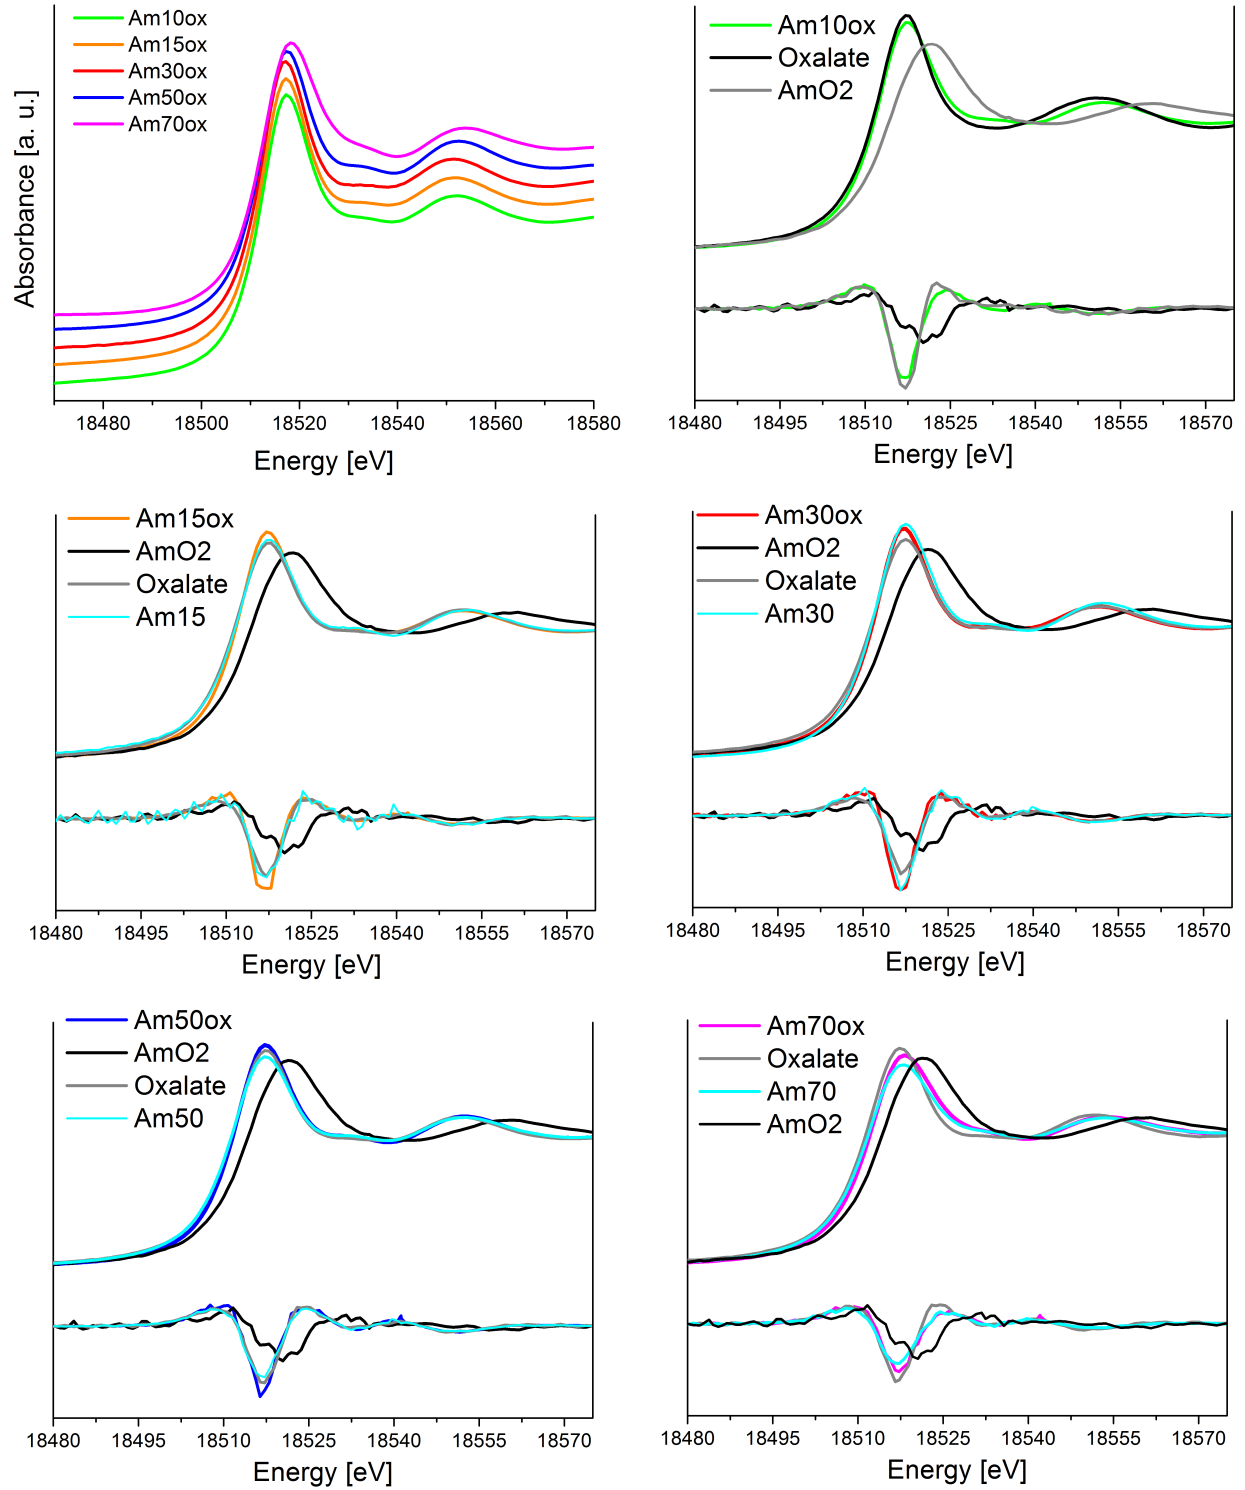 Am10ox
Am15ox
Am30ox
Am50ox
Am70ox
Absorbance [a. u.]
18480 18500 18520 18540 18560 18580
Energy [eV]
Am10ox
Oxalate
AmO2
18480 18495 18510 18525 18540 18555 18570
Energy [eV]
Am15ox
AmO2
Oxalate
Am15
18480 18495 18510 18525 18540 18555 18570
Energy [eV]
Am30ox
AmO2
Oxalate
Am30
18480 18495 18510 18525 18540 18555 18570
Energy [eV]
Am50ox
AmO2
Oxalate
Am50
18480 18495 18510 18525 18540 18555 18570
Energy [eV]
Am70ox
Oxalate
Am70
AmO2
18480 18495 18510 18525 18540 18555 18570
Energy [eV]